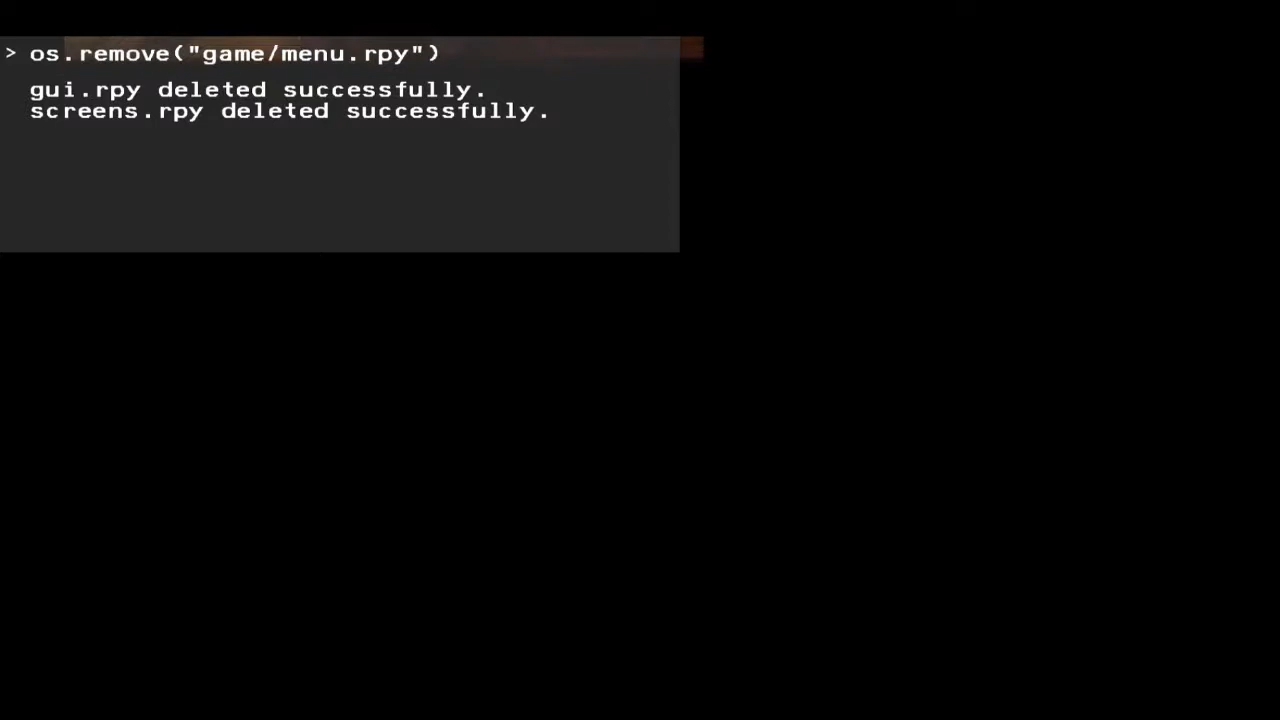 > os.remove("game/menu.rpy")
gui.rpy deleted successfully.
screens.rpy deleted successfully.